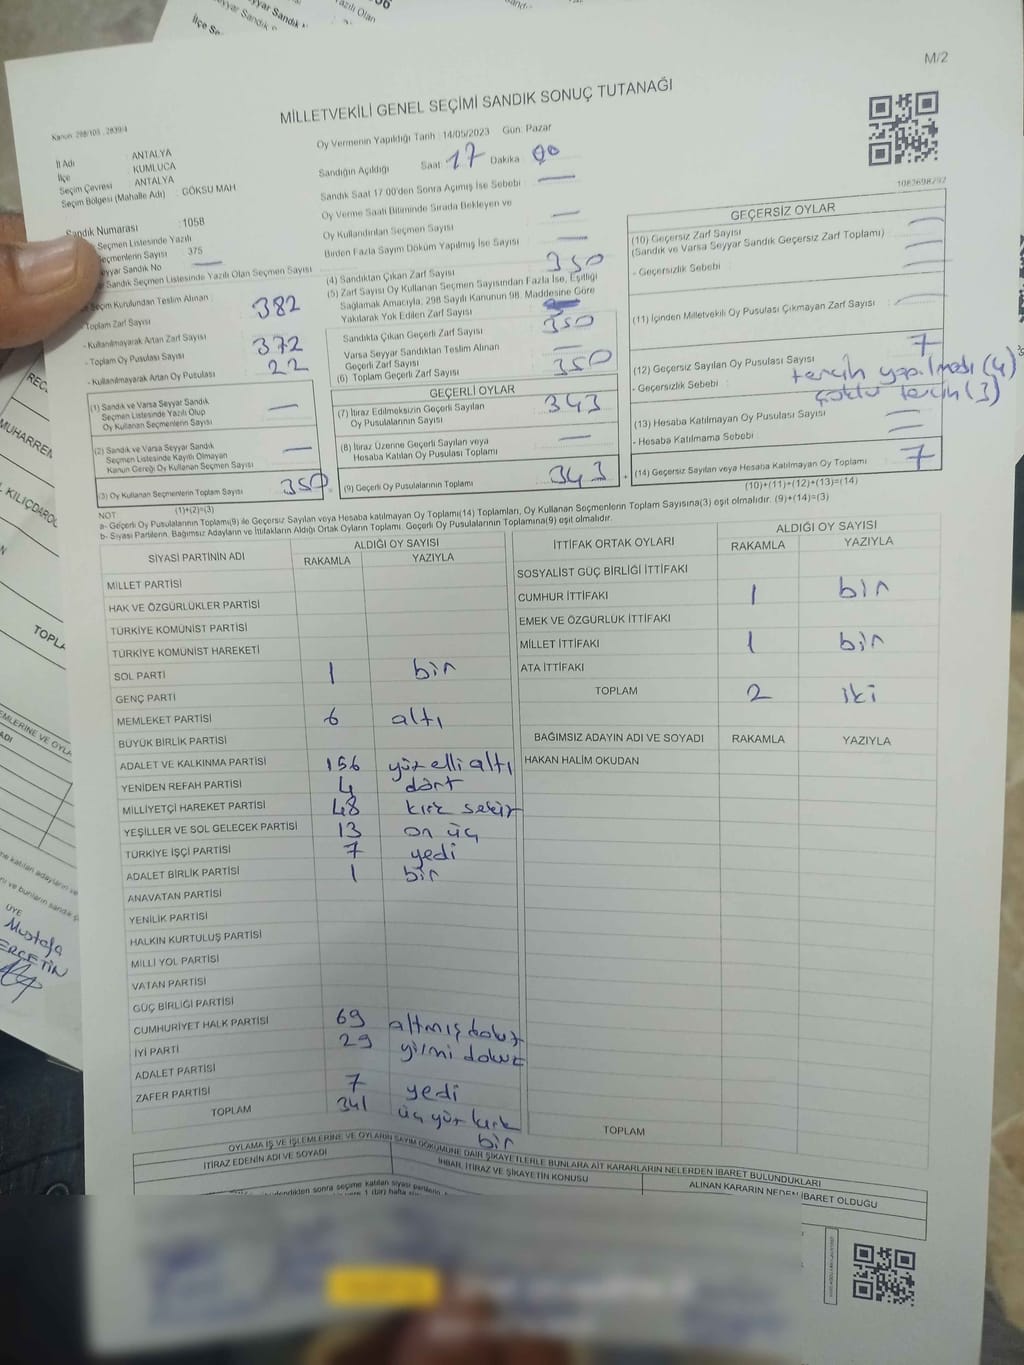 M/2
MİLLETVEKİLİ GENEL SEÇİMİ SANDIK SONUÇ TUTANAĞI
Kanun: 298/105 , 2839/4
İl Adı : ANTALYA
İlçe : KUMLUCA
Seçim Çevresi : ANTALYA
Seçim Bölgesi (Mahalle Adı) : GÖKSU MAH
Sandık Numarası : 1058
Seçmen Listesinde Yazılı
Seçmenlerin Sayısı 375
Seyyar Sandık No —
Sandık Seçmen Listesinde Yazılı Olan Seçmen Sayısı
Seçim Kurulundan Teslim Alınan
- Toplam Zarf Sayısı 382
- Kullanılmayarak Artan Zarf Sayısı
- Toplam Oy Pusulası Sayısı 372
- Kullanılmayarak Artan Oy Pusulası 22
(1) Sandık ve Varsa Seyyar Sandık
Seçmen Listesinde Yazılı Olup
Oy Kullanan Seçmenlerin Sayısı —
(2) Sandık ve Varsa Seyyar Sandık
Seçmen Listesinde Kayıtlı Olmayan
Kanun Gereği Oy Kullanan Seçmen Sayısı —
(3) Oy Kullanan Seçmenlerin Toplam Sayısı 350
(1)+(2)=(3)
Oy Vermenin Yapıldığı Tarih : 14/05/2023 Gün: Pazar
Sandığın Açıldığı Saat: 17 Dakika 00
Sandık Saat 17:00'den Sonra Açılmış İse Sebebi : —
Oy Verme Saati Bitiminde Sırada Bekleyen ve
Oy Kullandırılan Seçmen Sayısı —
Birden Fazla Sayım Döküm Yapılmış İse Sayısı —
(4) Sandıktan Çıkan Zarf Sayısı 350
(5) Zarf Sayısı Oy Kullanan Seçmen Sayısından Fazla İse, Eşitliği
Sağlamak Amacıyla, 298 Sayılı Kanunun 98. Maddesine Göre
Yakılarak Yok Edilen Zarf Sayısı
Sandıkta Çıkan Geçerli Zarf Sayısı 350
Varsa Seyyar Sandıktan Teslim Alınan
Geçerli Zarf Sayısı —
(6) Toplam Geçerli Zarf Sayısı 350
GEÇERLİ OYLAR
(7) İtiraz Edilmeksizin Geçerli Sayılan
Oy Pusulalarının Sayısı 343
(8) İtiraz Üzerine Geçerli Sayılan veya
Hesaba Katılan Oy Pusulası Toplamı —
(9) Geçerli Oy Pusulalarının Toplamı 343
1083698292
GEÇERSİZ OYLAR
(10) Geçersiz Zarf Sayısı —
(Sandık ve Varsa Seyyar Sandık Geçersiz Zarf Toplamı) —
- Geçersizlik Sebebi : —
(11) İçinden Milletvekili Oy Pusulası Çıkmayan Zarf Sayısı —
(12) Geçersiz Sayılan Oy Pusulası Sayısı 7
- Geçersizlik Sebebi : tercih yapılmadı (4)
çoklu tercih (3)
(13) Hesaba Katılmayan Oy Pusulası Sayısı —
- Hesaba Katılmama Sebebi —
(14) Geçersiz Sayılan veya Hesaba Katılmayan Oy Toplamı 7
(10)+(11)+(12)+(13)=(14)
NOT:
a- Geçerli Oy Pusulalarının Toplamı(9) ile Geçersiz Sayılan veya Hesaba katılmayan Oy Toplamı(14) Toplamları, Oy Kullanan Seçmenlerin Toplam Sayısına(3) eşit olmalıdır. (9)+(14)=(3)
b- Siyasi Partilerin, Bağımsız Adayların ve İttifakların Aldığı Ortak Oyların Toplamı, Geçerli Oy Pusulalarının Toplamına(9) eşit olmalıdır.
SİYASİ PARTİNİN ADI ALDIĞI OY SAYISI
RAKAMLA YAZIYLA
MİLLET PARTİSİ
HAK VE ÖZGÜRLÜKLER PARTİSİ
TÜRKİYE KOMÜNİST PARTİSİ
TÜRKİYE KOMÜNİST HAREKETİ
SOL PARTİ 1 bir
GENÇ PARTİ
MEMLEKET PARTİSİ 6 altı
BÜYÜK BİRLİK PARTİSİ
ADALET VE KALKINMA PARTİSİ 156 yüz elli altı
YENİDEN REFAH PARTİSİ 4 dört
MİLLİYETÇİ HAREKET PARTİSİ 48 kırk sekiz
YEŞİLLER VE SOL GELECEK PARTİSİ 13 on üç
TÜRKİYE İŞÇİ PARTİSİ 7 yedi
ADALET BİRLİK PARTİSİ 1 bir
ANAVATAN PARTİSİ
YENİLİK PARTİSİ
HALKIN KURTULUŞ PARTİSİ
MİLLİ YOL PARTİSİ
VATAN PARTİSİ
GÜÇ BİRLİĞİ PARTİSİ
CUMHURİYET HALK PARTİSİ 69 altmış dokuz
İYİ PARTİ 29 yirmi dokuz
ADALET PARTİSİ
ZAFER PARTİSİ 7 yedi
TOPLAM 341 üç yüz kırk
bir
İTTİFAK ORTAK OYLARI ALDIĞI OY SAYISI
RAKAMLA YAZIYLA
SOSYALİST GÜÇ BİRLİĞİ İTTİFAKI
CUMHUR İTTİFAKI 1 bir
EMEK VE ÖZGÜRLÜK İTTİFAKI
MİLLET İTTİFAKI 1 bir
ATA İTTİFAKI
TOPLAM 2 iki
BAĞIMSIZ ADAYIN ADI VE SOYADI RAKAMLA YAZIYLA
HAKAN HALİM OKUDAN
TOPLAM
OYLAMA İŞ VE İŞLEMLERİNE VE OYLARIN SAYIM DÖKÜMÜNE DAİR ŞİKAYETLERLE BUNLARA AİT KARARLARIN NELERDEN İBARET BULUNDUKLARI
İTİRAZ EDENİN ADI VE SOYADI İHBAR, İTİRAZ VE ŞİKAYETİN KONUSU ALINAN KARARIN NEDEN İBARET OLDUĞU
ÜYE
Mustafa
ERÇETİN